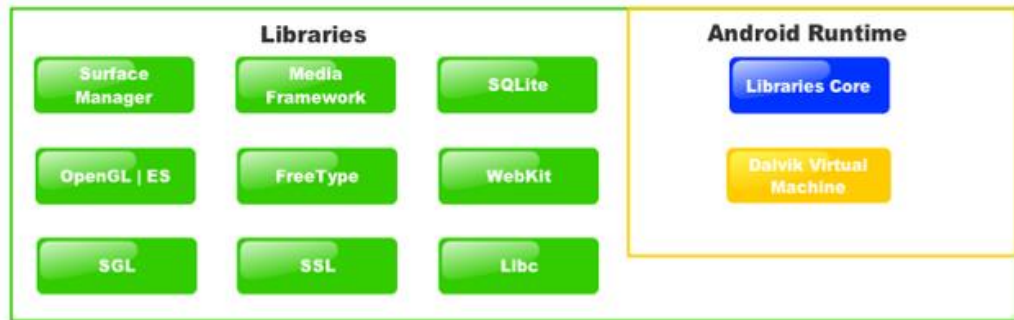 Libraries
Android Runtime
Surface
Manager
Media
Framework
SQLite
Libraries Core
OpenGL | ES
FreeType
WebKit
Dalvik Virtual
Machine
SGL
SSL
Libc